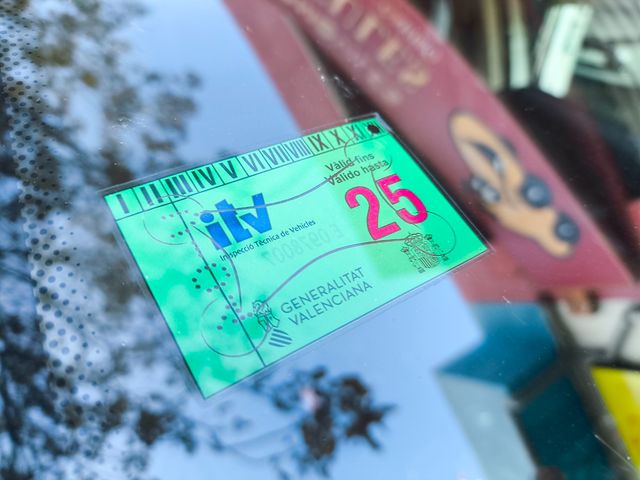 I II III IV V VI VII VIII IX X XI
Vàlid fins
Válido hasta
itv
25
Inspecció Tècnica de Vehicles
GENERALITAT
VALENCIANA